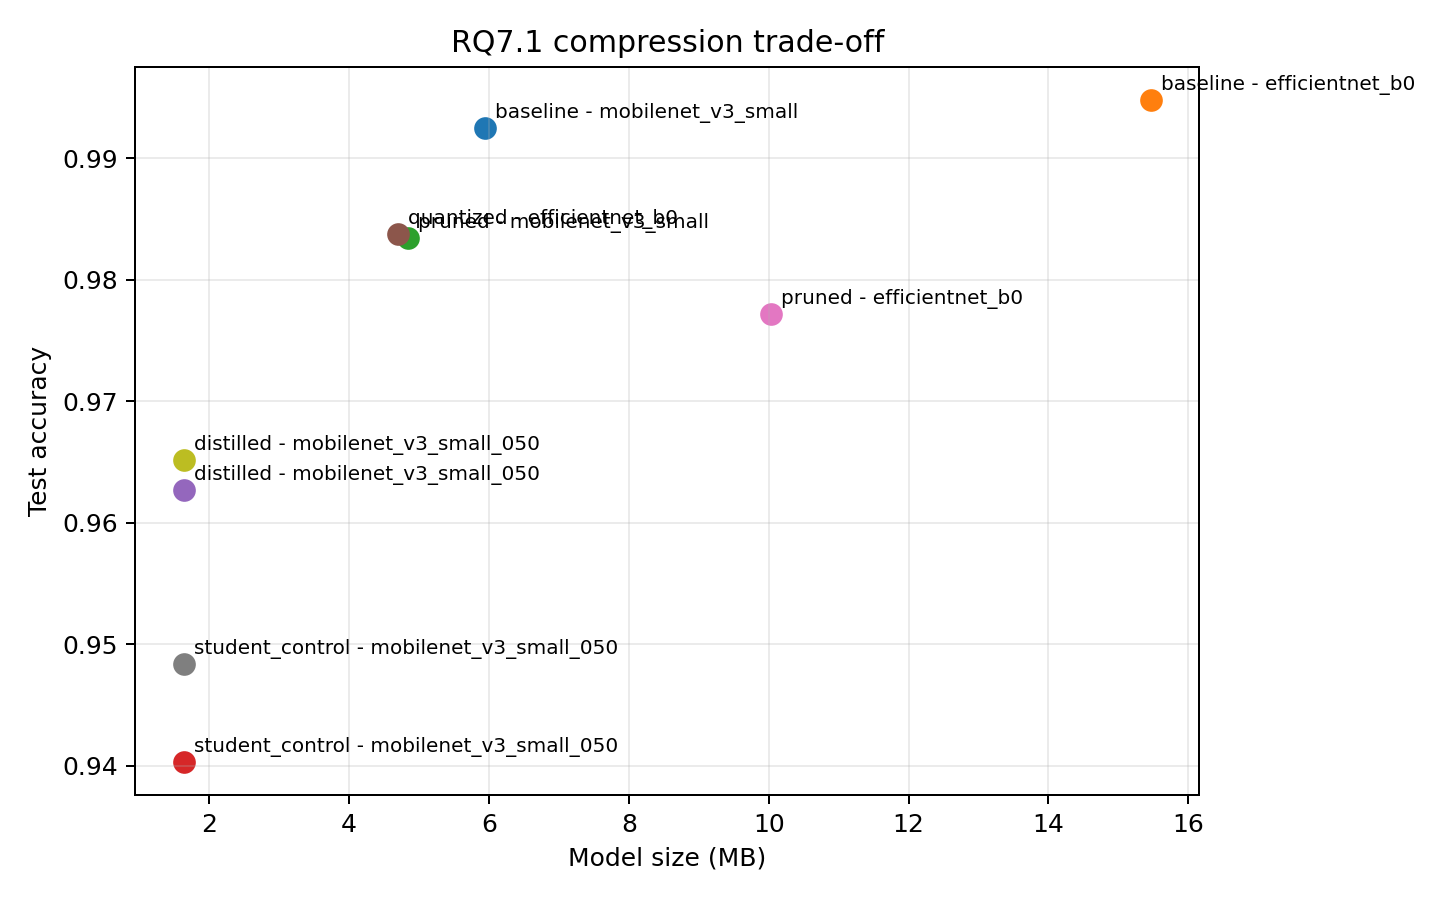 RQ7.1 compression trade-off
baseline - efficientnet_b0
baseline - mobilenet_v3_small
quantized - efficientnet_b0
pruned - mobilenet_v3_small
pruned - efficientnet_b0
distilled - mobilenet_v3_small_050
distilled - mobilenet_v3_small_050
student_control - mobilenet_v3_small_050
student_control - mobilenet_v3_small_050
Test accuracy
0.99
0.98
0.97
0.96
0.95
0.94
2 4 6 8 10 12 14 16
Model size (MB)